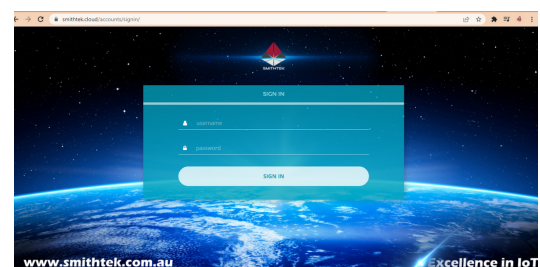 smithtek.cloud/accounts/signin/
SMITHTEK
SIGN IN
username
password
SIGN IN
www.smithtek.com.au
Excellence in IoT